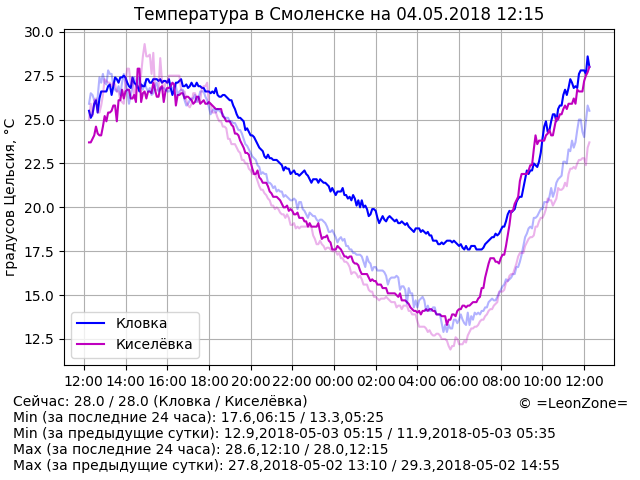 Температура в Смоленске на 04.05.2018 12:15
градусов Цельсия, °C
30.0
27.5
25.0
22.5
20.0
17.5
15.0
12.5
Кловка
Киселёвка
12:00 14:00 16:00 18:00 20:00 22:00 00:00 02:00 04:00 06:00 08:00 10:00 12:00
Сейчас: 28.0 / 28.0 (Кловка / Киселёвка)
© =LeonZone=
Min (за последние 24 часа): 17.6,06:15 / 13.3,05:25
Min (за предыдущие сутки): 12.9,2018-05-03 05:15 / 11.9,2018-05-03 05:35
Max (за последние 24 часа): 28.6,12:10 / 28.0,12:15
Max (за предыдущие сутки): 27.8,2018-05-02 13:10 / 29.3,2018-05-02 14:55